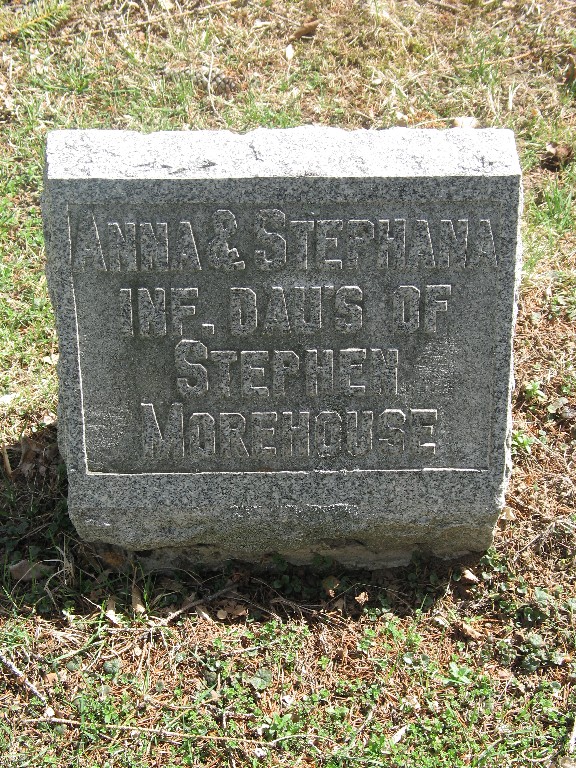 ANNA & STEPHANA
INF. DAU'S OF
STEPHEN
MOREHOUSE